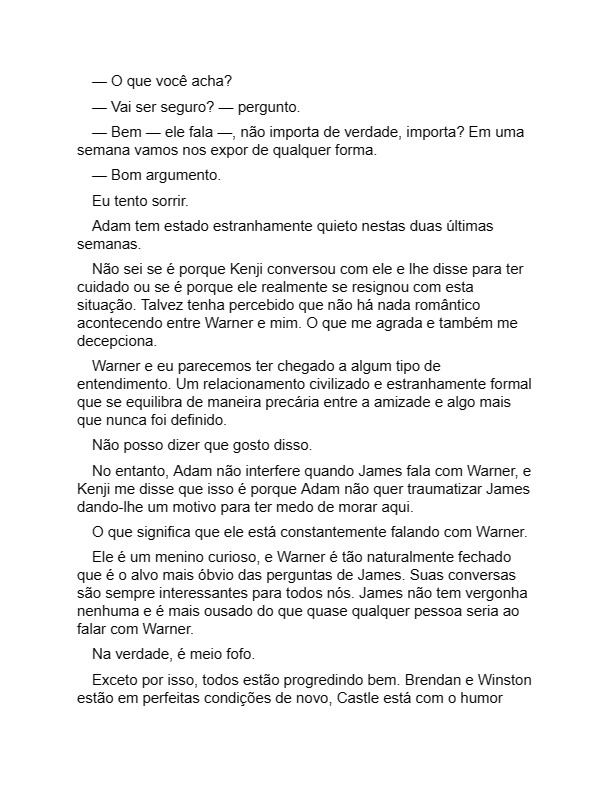 — O que você acha?
— Vai ser seguro? — pergunto.
— Bem — ele fala —, não importa de verdade, importa? Em uma
semana vamos nos expor de qualquer forma.
— Bom argumento.
Eu tento sorrir.
Adam tem estado estranhamente quieto nestas duas últimas
semanas.
Não sei se é porque Kenji conversou com ele e lhe disse para ter
cuidado ou se é porque ele realmente se resignou com esta
situação. Talvez tenha percebido que não há nada romântico
acontecendo entre Warner e mim. O que me agrada e também me
decepciona.
Warner e eu parecemos ter chegado a algum tipo de
entendimento. Um relacionamento civilizado e estranhamente formal
que se equilibra de maneira precária entre a amizade e algo mais
que nunca foi definido.
Não posso dizer que gosto disso.
No entanto, Adam não interfere quando James fala com Warner, e
Kenji me disse que isso é porque Adam não quer traumatizar James
dando-lhe um motivo para ter medo de morar aqui.
O que significa que ele está constantemente falando com Warner.
Ele é um menino curioso, e Warner é tão naturalmente fechado
que é o alvo mais óbvio das perguntas de James. Suas conversas
são sempre interessantes para todos nós. James não tem vergonha
nenhuma e é mais ousado do que quase qualquer pessoa seria ao
falar com Warner.
Na verdade, é meio fofo.
Exceto por isso, todos estão progredindo bem. Brendan e Winston
estão em perfeitas condições de novo, Castle está com o humor